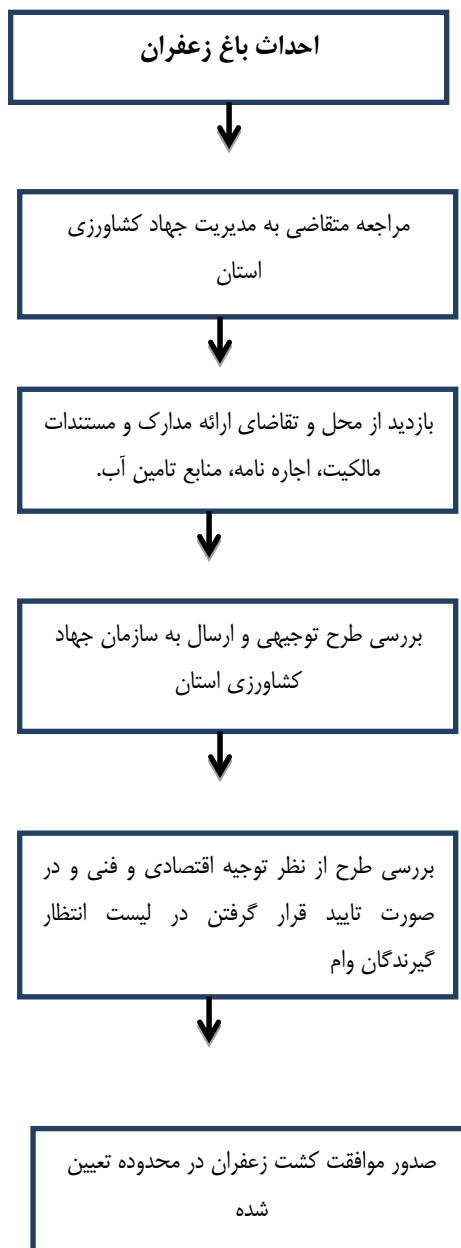 احداث باغ زعفران
مراجعه متقاضی به مدیریت جهاد کشاورزی
استان
بازدید از محل و تقاضای ارائه مدارک و مستندات
مالکیت، اجاره نامه، منابع تامین آب.
بررسی طرح توجیهی و ارسال به سازمان جهاد
کشاورزی استان
بررسی طرح از نظر توجیه اقتصادی و فنی و در
صورت تایید قرار گرفتن در لیست انتظار
گیرندگان وام
صدور موافقت کشت زعفران در محدوده تعیین
شده